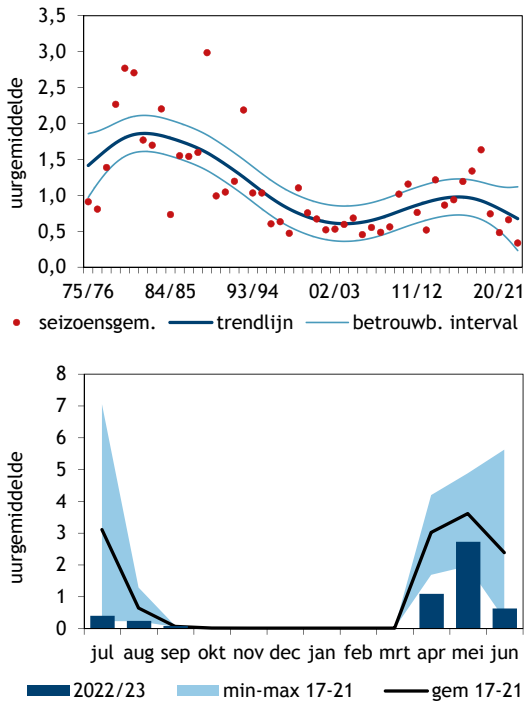 3,5
3,0
2,5
2,0
1,5
1,0
0,5
0,0
uurgemiddelde
75/76 84/85 93/94 02/03 11/12 20/21
seizoensgem. trendlijn betrouwb. interval
8
7
6
5
4
3
2
1
0
uurgemiddelde
jul aug sep okt nov dec jan feb mrt apr mei jun
2022/23 min-max 17-21 gem 17-21